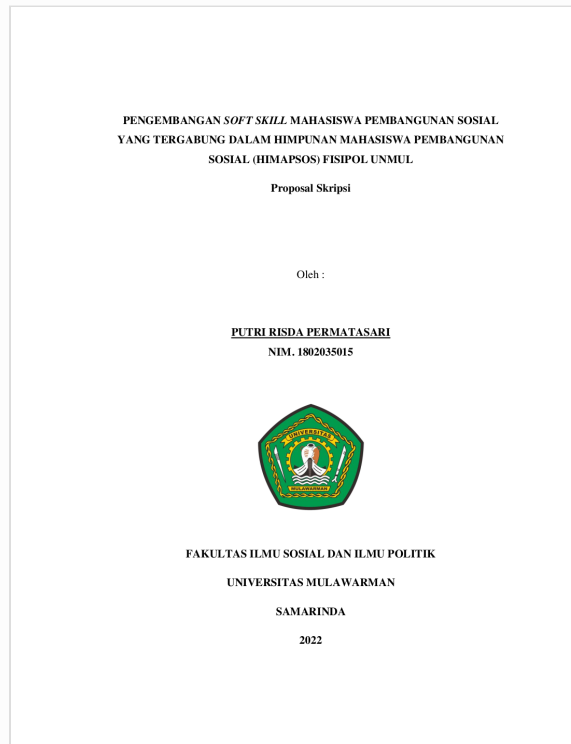 PENGEMBANGAN SOFT SKILL MAHASISWA PEMBANGUNAN SOSIAL
YANG TERGABUNG DALAM HIMPUNAN MAHASISWA PEMBANGUNAN
SOSIAL (HIMAPSOS) FISIPOL UNMUL
Proposal Skripsi
Oleh :
PUTRI RISDA PERMATASARI
NIM. 1802035015
UNIVERSITAS
MULAWARMAN
FAKULTAS ILMU SOSIAL DAN ILMU POLITIK
UNIVERSITAS MULAWARMAN
SAMARINDA
2022